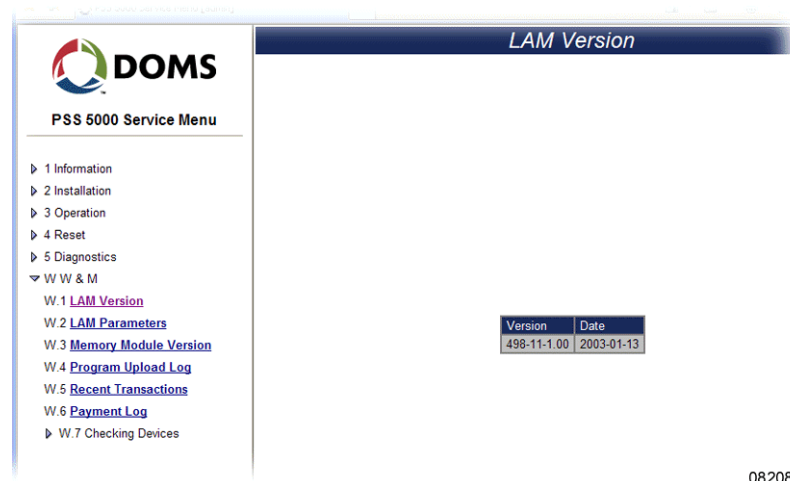 LAM Version
DOMS
PSS 5000 Service Menu
1 Information
2 Installation
3 Operation
4 Reset
5 Diagnostics
W W & M
W.1 LAM Version
W.2 LAM Parameters
W.3 Memory Module Version
W.4 Program Upload Log
W.5 Recent Transactions
W.6 Payment Log
W.7 Checking Devices
Version Date
498-11-1.00 2003-01-13
08208